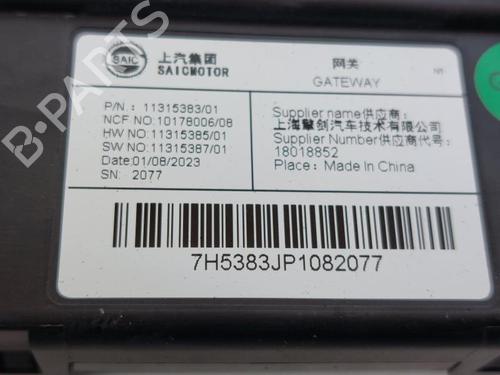 SAIC
上汽集团
SAICMOTOR
网关
GATEWAY
P/N.: 11315383/01
NCF NO:10178006/08
HW NO:11315385/01
SW NO:11315387/01
Date:01/08/2023
SN: 2077
Supplier name供应商:
上海聚创汽车技术有限公司
Supplier Number供应商代号:
18018852
Place: Made In China
7H5383JP1082077
B-PARTS